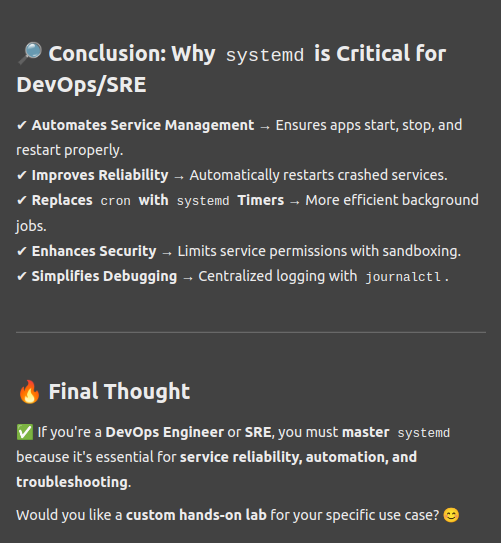 🔎 Conclusion: Why systemd is Critical for
DevOps/SRE
✔ Automates Service Management → Ensures apps start, stop, and
restart properly.
✔ Improves Reliability → Automatically restarts crashed services.
✔ Replaces cron with systemd Timers → More efficient background
jobs.
✔ Enhances Security → Limits service permissions with sandboxing.
✔ Simplifies Debugging → Centralized logging with journalctl.
🔥 Final Thought
✅ If you're a DevOps Engineer or SRE, you must master systemd
because it's essential for service reliability, automation, and
troubleshooting.
Would you like a custom hands-on lab for your specific use case? 😊